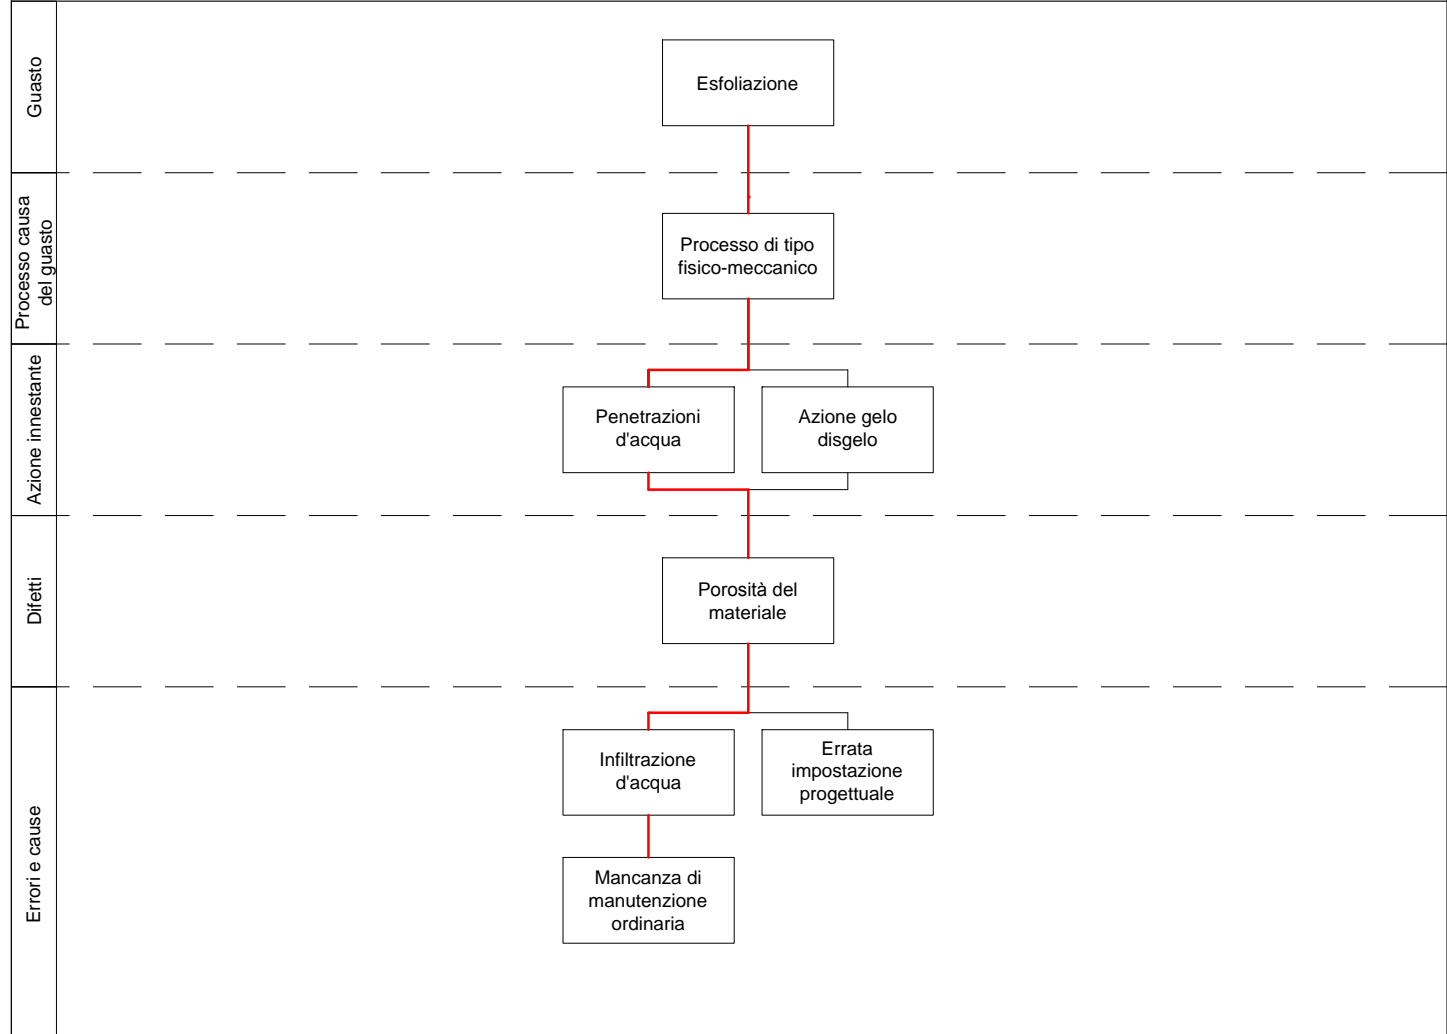 Guasto
Esfoliazione
Processo causa
del guasto
Processo di tipo
fisico-meccanico
Azione innestante
Penetrazioni
d'acqua
Azione gelo
disgelo
Difetti
Porosità del
materiale
Errori e cause
Infiltrazione
d'acqua
Errata
impostazione
progettuale
Mancanza di
manutenzione
ordinaria